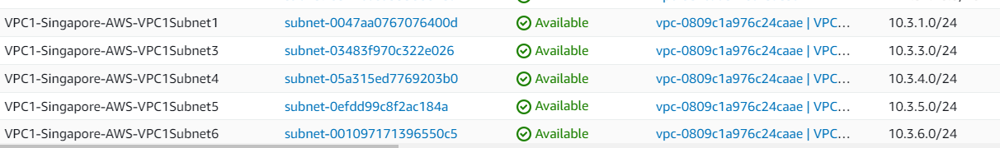 VPC1-Singapore-AWS-VPC1Subnet1 subnet-0047aa0767076400d Available vpc-0809c1a976c24caae | VPC… 10.3.1.0/24
VPC1-Singapore-AWS-VPC1Subnet3 subnet-03483f970c322e026 Available vpc-0809c1a976c24caae | VPC… 10.3.3.0/24
VPC1-Singapore-AWS-VPC1Subnet4 subnet-05a315ed7769203b0 Available vpc-0809c1a976c24caae | VPC… 10.3.4.0/24
VPC1-Singapore-AWS-VPC1Subnet5 subnet-0efdd99c8f2ac184a Available vpc-0809c1a976c24caae | VPC… 10.3.5.0/24
VPC1-Singapore-AWS-VPC1Subnet6 subnet-001097171396550c5 Available vpc-0809c1a976c24caae | VPC… 10.3.6.0/24